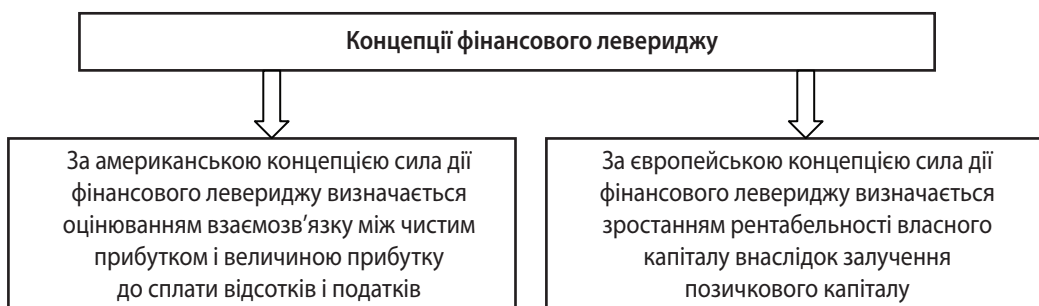 Концепції фінансового левериджу
За американською концепцією сила дії
фінансового левериджу визначається
оцінюванням взаємозв'язку між чистим
прибутком і величиною прибутку
до сплати відсотків і податків
За європейською концепцією сила дії
фінансового левериджу визначається
зростанням рентабельності власного
капіталу внаслідок залучення
позичкового капіталу